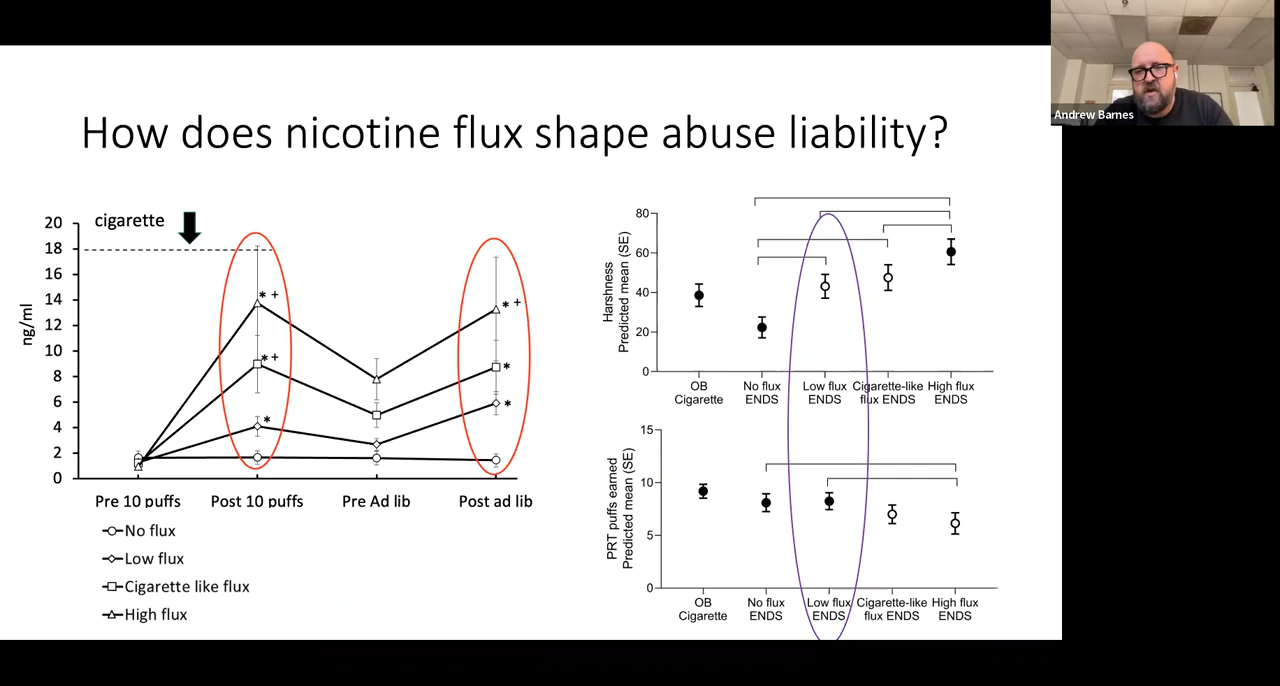 Andrew Barnes
How does nicotine flux shape abuse liability?
cigarette
20
18
16
14
12
10
8
6
4
2
0
ng/ml
* +
* +
*
* +
*
*
Pre 10 puffs
Post 10 puffs
Pre Ad lib
Post ad lib
No flux
Low flux
Cigarette like flux
High flux
Harshness
Predicted mean (SE)
80
60
40
20
0
OB
Cigarette
No flux
ENDS
Low flux
ENDS
Cigarette-like
flux ENDS
High flux
ENDS
PRT puffs earned
Predicted mean (SE)
15
10
5
0
OB
Cigarette
No flux
ENDS
Low flux
ENDS
Cigarette-like
flux ENDS
High flux
ENDS